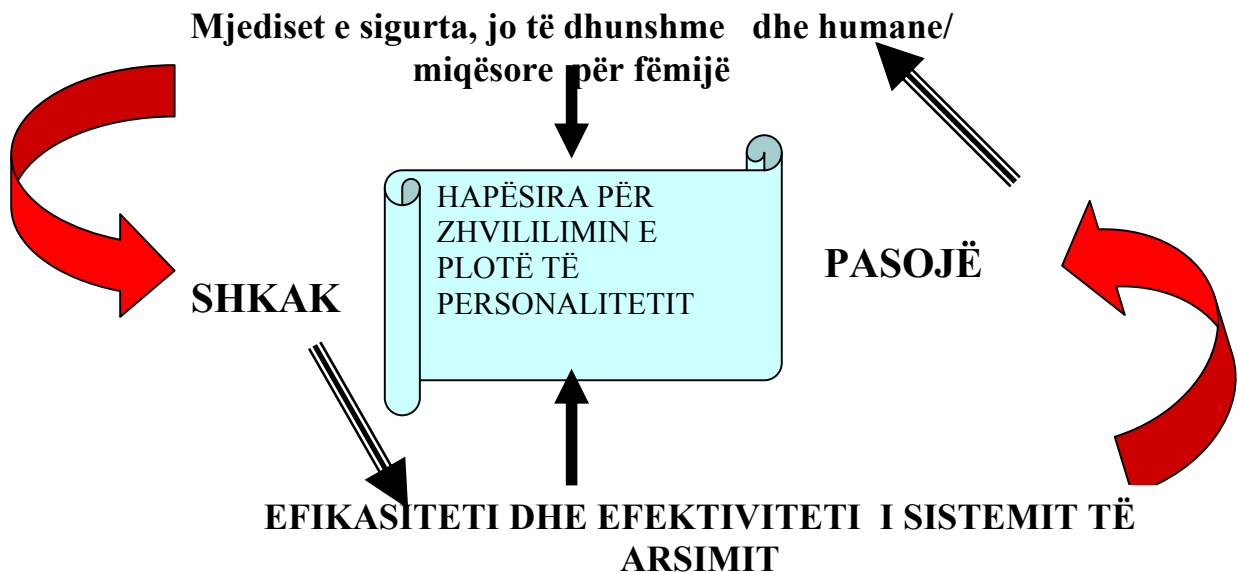 Mjediset e sigurta, jo të dhunshme dhe humane/
miqësore për fëmijë
HAPËSIRA PËR
ZHVILILIMIN E
PLOTË TË
PERSONALITETIT
PASOJË
SHKAK
EFIKASITETI DHE EFEKTIVITETI I SISTEMIT TË
ARSIMIT